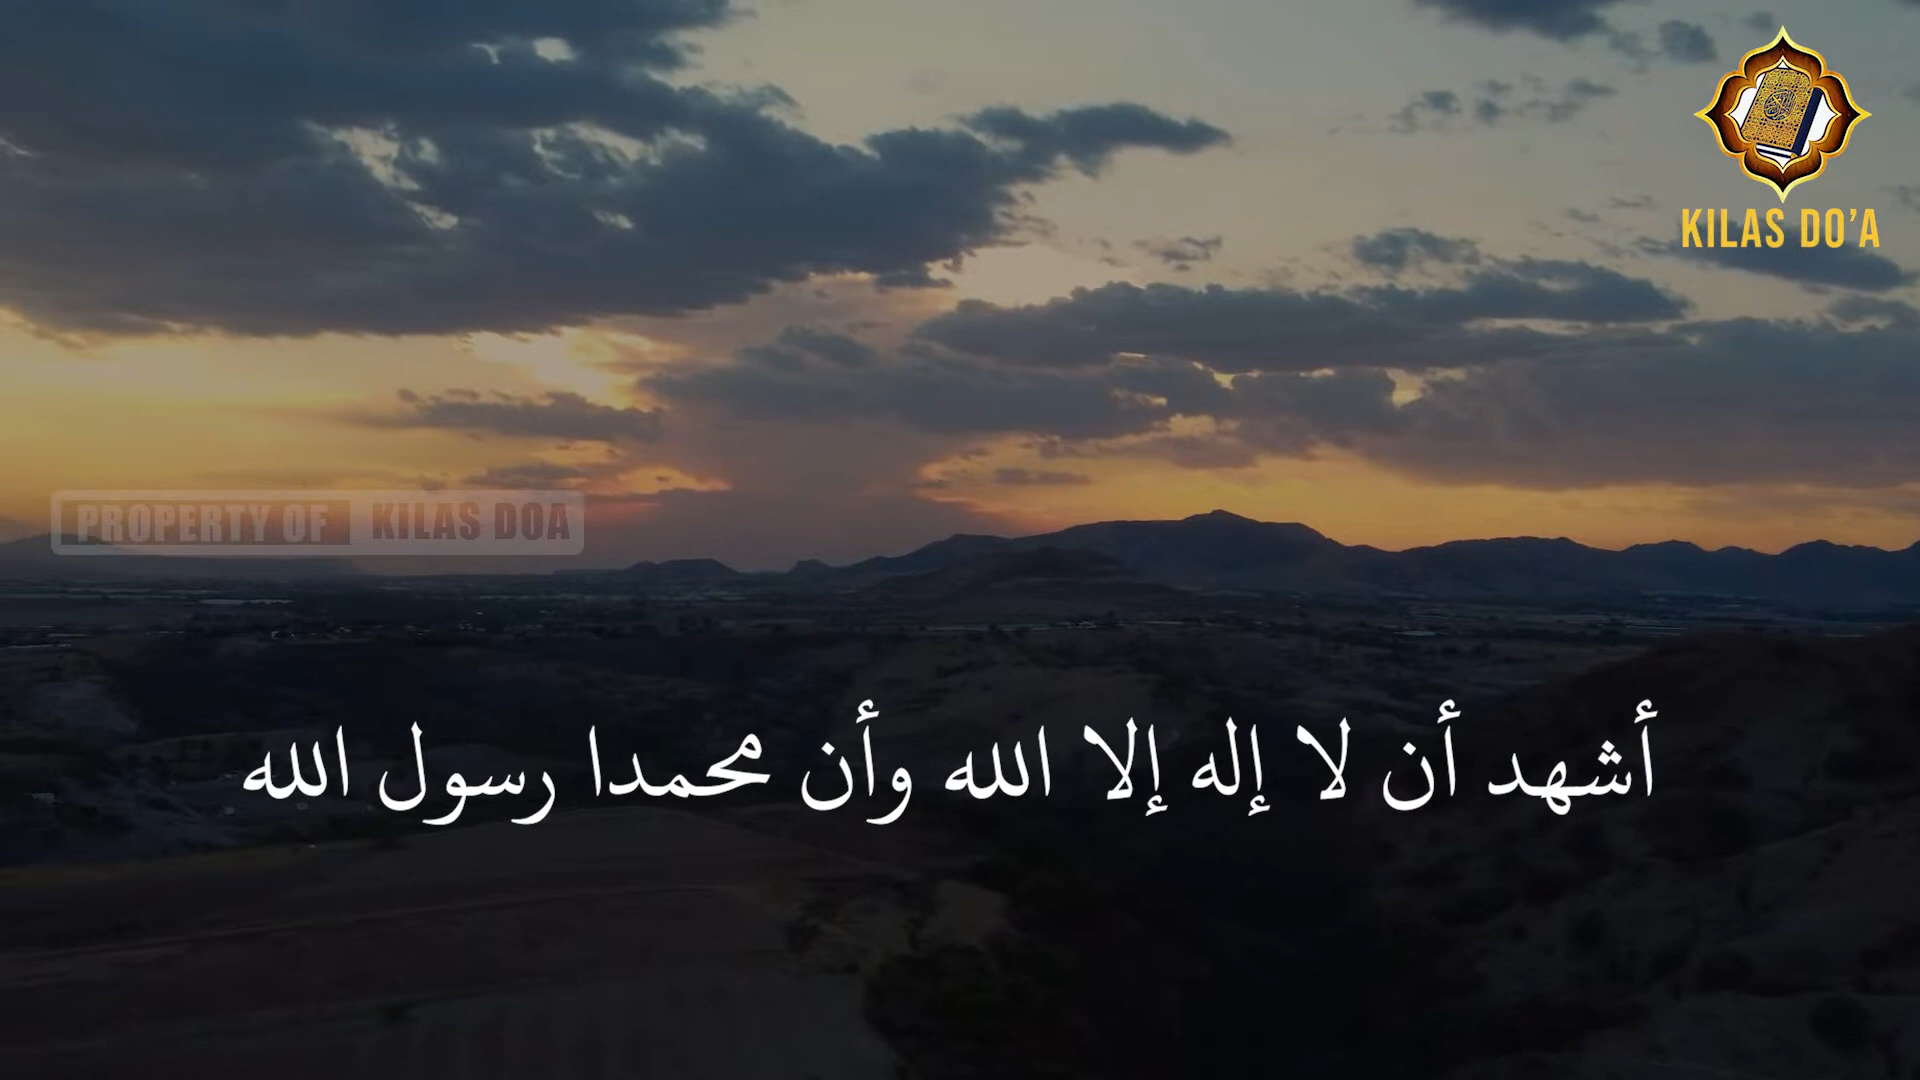 KILAS DO'A
PROPERTY OF KILAS DOA
أشهد أن لا إله إلا الله وأن محمدا رسول الله